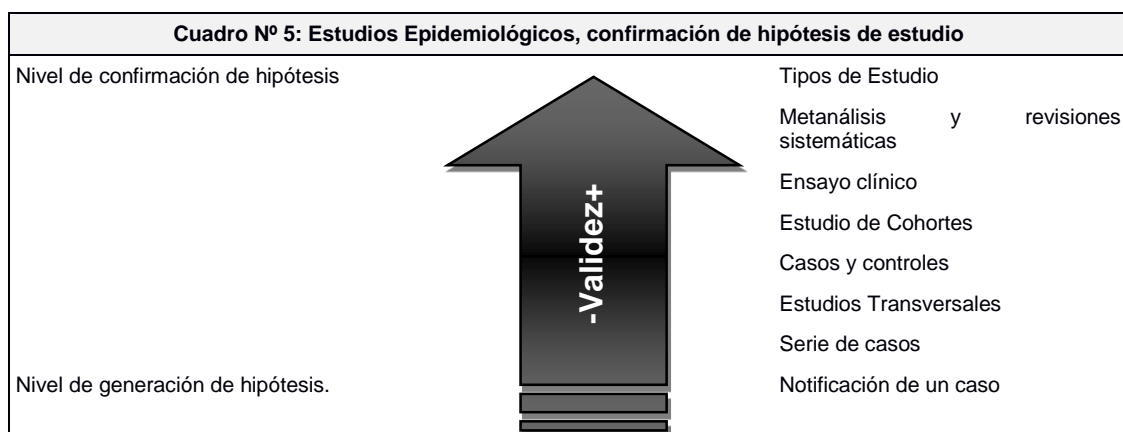 Cuadro Nº 5: Estudios Epidemiológicos, confirmación de hipótesis de estudio
Nivel de confirmación de hipótesis
Tipos de Estudio
Metanálisis y revisiones
sistemáticas
Ensayo clínico
Estudio de Cohortes
-Validez+
Casos y controles
Estudios Transversales
Serie de casos
Nivel de generación de hipótesis.
Notificación de un caso